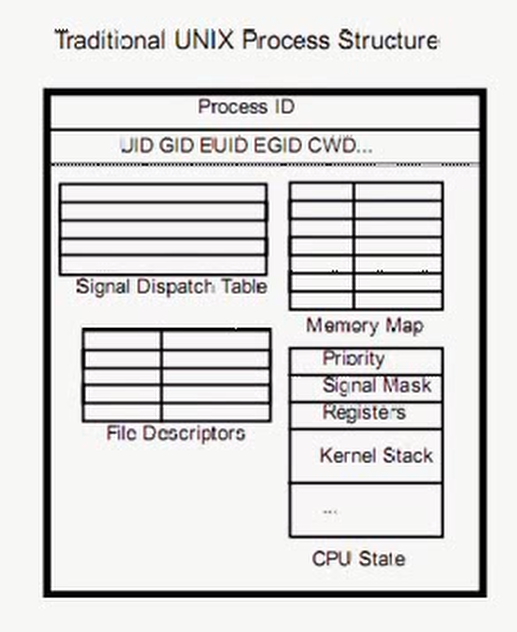 Traditional UNIX Process Structure
Process ID
UID GID EUID EGID CWD...
Signal Dispatch Table
Memory Map
File Descriptors
Priority
Signal Mask
Registers
Kernel Stack
...
CPU State